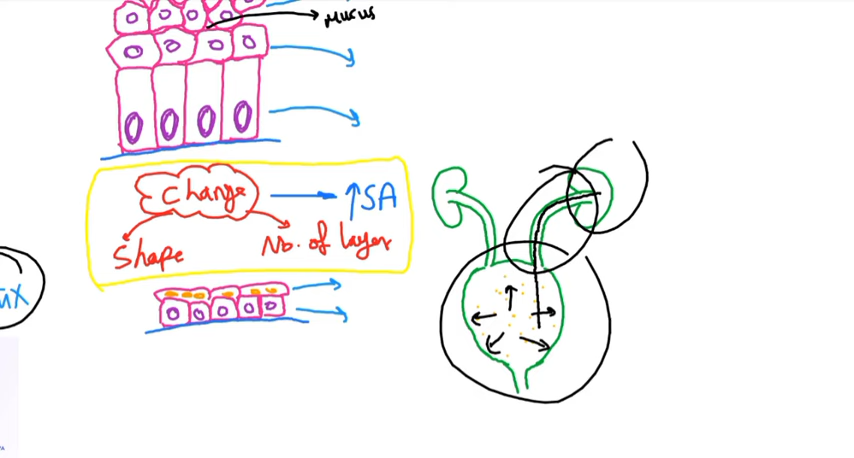 Mucus
Change → ↑SA
Shape
No. of layer